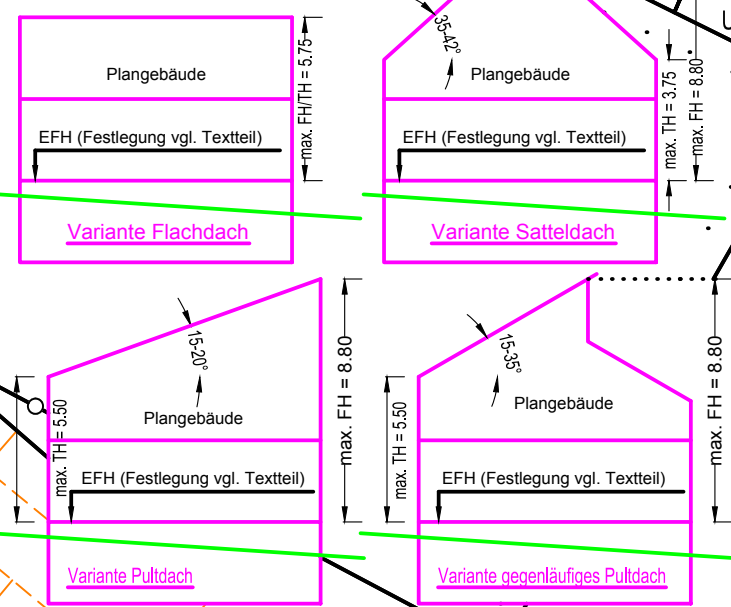 Plangebäude
max. FH/TH = 5.75
EFH (Festlegung vgl. Textteil)
Variante Flachdach
35-42°
Plangebäude
max. TH = 3.75
max. FH = 8.80
EFH (Festlegung vgl. Textteil)
Variante Satteldach
15-20°
Plangebäude
max. TH = 5.50
max. FH = 8.80
EFH (Festlegung vgl. Textteil)
Variante Pultdach
15-35°
Plangebäude
max. TH = 5.50
max. FH = 8.80
EFH (Festlegung vgl. Textteil)
Variante gegenläufiges Pultdach